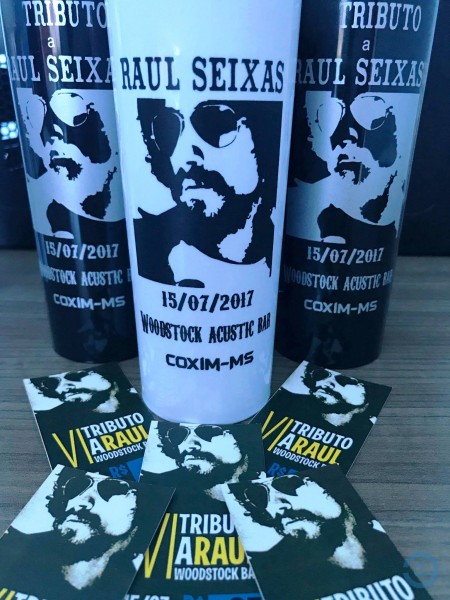 TRIBUTO
a
RAUL SEIXAS
15/07/2017
WOODSTOCK ACUSTIC
COXIM-MS
RAUL SEIXAS
15/07/2017
WOODSTOCK ACUSTIC BAR
COXIM-MS
TRIBUTO
a
RAUL SEIXAS
15/07/2017
WOODSTOCK ACUSTIC BAR
COXIM-MS
VI TRIBUTO
A RAUL
WOODSTOCK
R$
VI TRIBUTO
A RAUL
WOODSTOCK
R$
VI TRIBUTO
A RAUL
WOODSTOCK BAR
TRIBUTO